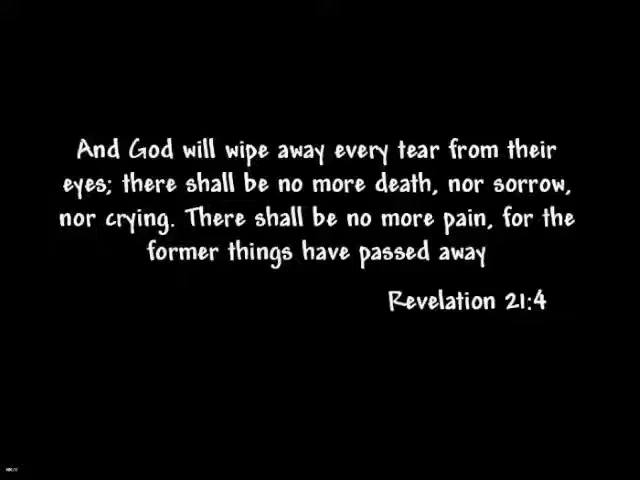 And God will wipe away every tear from their
eyes; there shall be no more death, nor sorrow,
nor crying. There shall be no more pain, for the
former things have passed away
Revelation 21:4